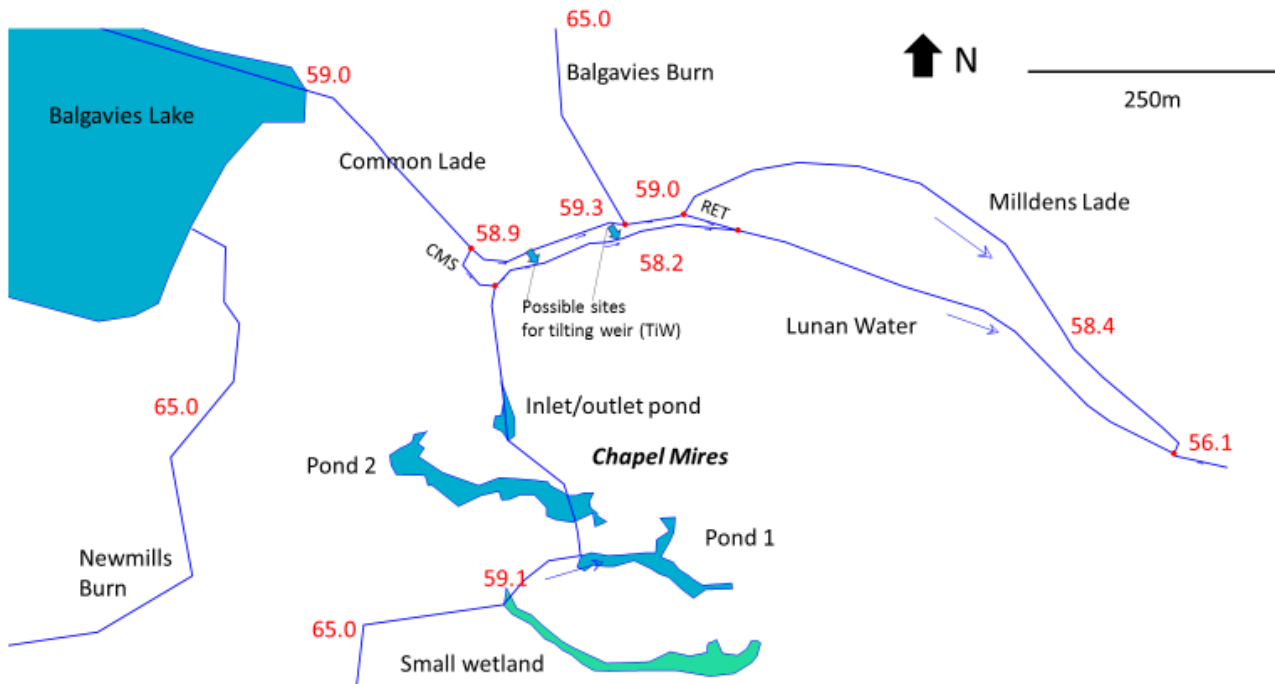 65.0
N
Balgavies Burn
59.0
250m
Balgavies Lake
Common Lade
59.0
RET
Milldens Lade
59.3
58.9
CMS
58.2
Possible sites
for tilting weir (TiW)
Lunan Water
58.4
65.0
Inlet/outlet pond
Chapel Mires
56.1
Pond 2
Pond 1
Newmills
Burn
59.1
65.0
Small wetland